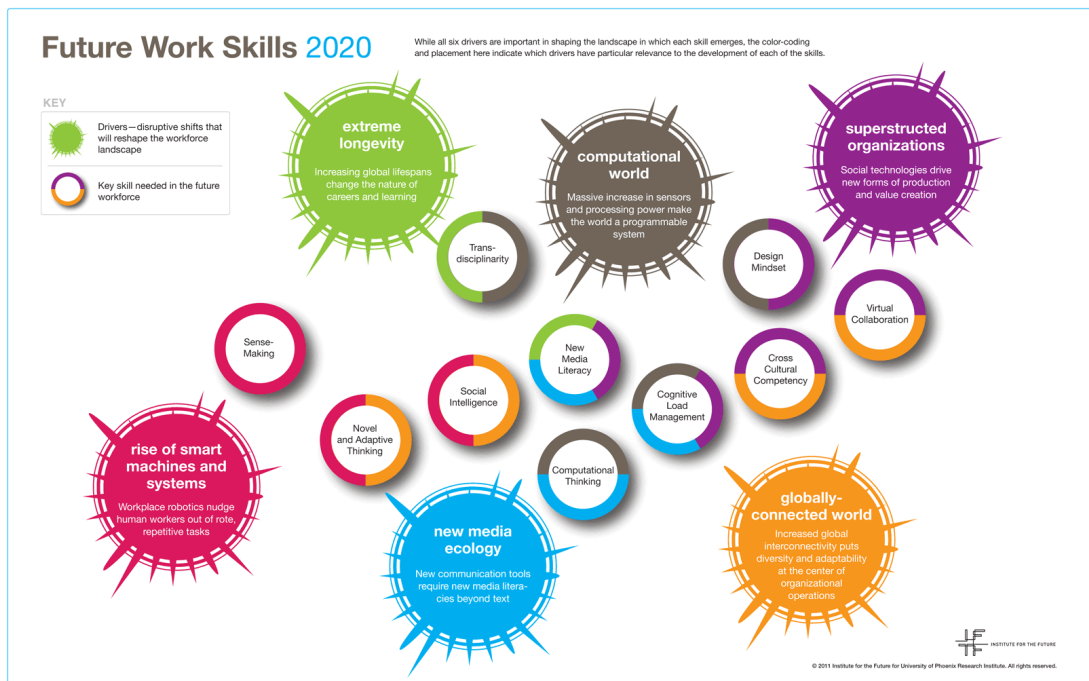 Future Work Skills 2020
While all six drivers are important in shaping the landscape in which each skill emerges, the color-coding
and placement here indicate which drivers have particular relevance to the development of each of the skills.
KEY
Drivers—disruptive shifts that
will reshape the workforce
landscape
Key skill needed in the future
workforce
extreme
longevity
Increasing global lifespans
change the nature of
careers and learning
computational
world
Massive increase in sensors
and processing power make
the world a programmable
system
superstructed
organizations
Social technologies drive
new forms of production
and value creation
Trans-
disciplinarity
Design
Mindset
Virtual
Collaboration
Sense-
Making
New
Media
Literacy
Cross
Cultural
Competency
Social
Intelligence
Cognitive
Load
Management
Novel
and Adaptive
Thinking
Computational
Thinking
rise of smart
machines and
systems
Workplace robotics nudge
human workers out of rote,
repetitive tasks
new media
ecology
New communication tools
require new media litera-
cies beyond text
globally-
connected world
Increased global
interconnectivity puts
diversity and adaptability
at the center of
organizational
operations
INSTITUTE FOR THE FUTURE
© 2011 Institute for the Future for University of Phoenix Research Institute. All rights reserved.